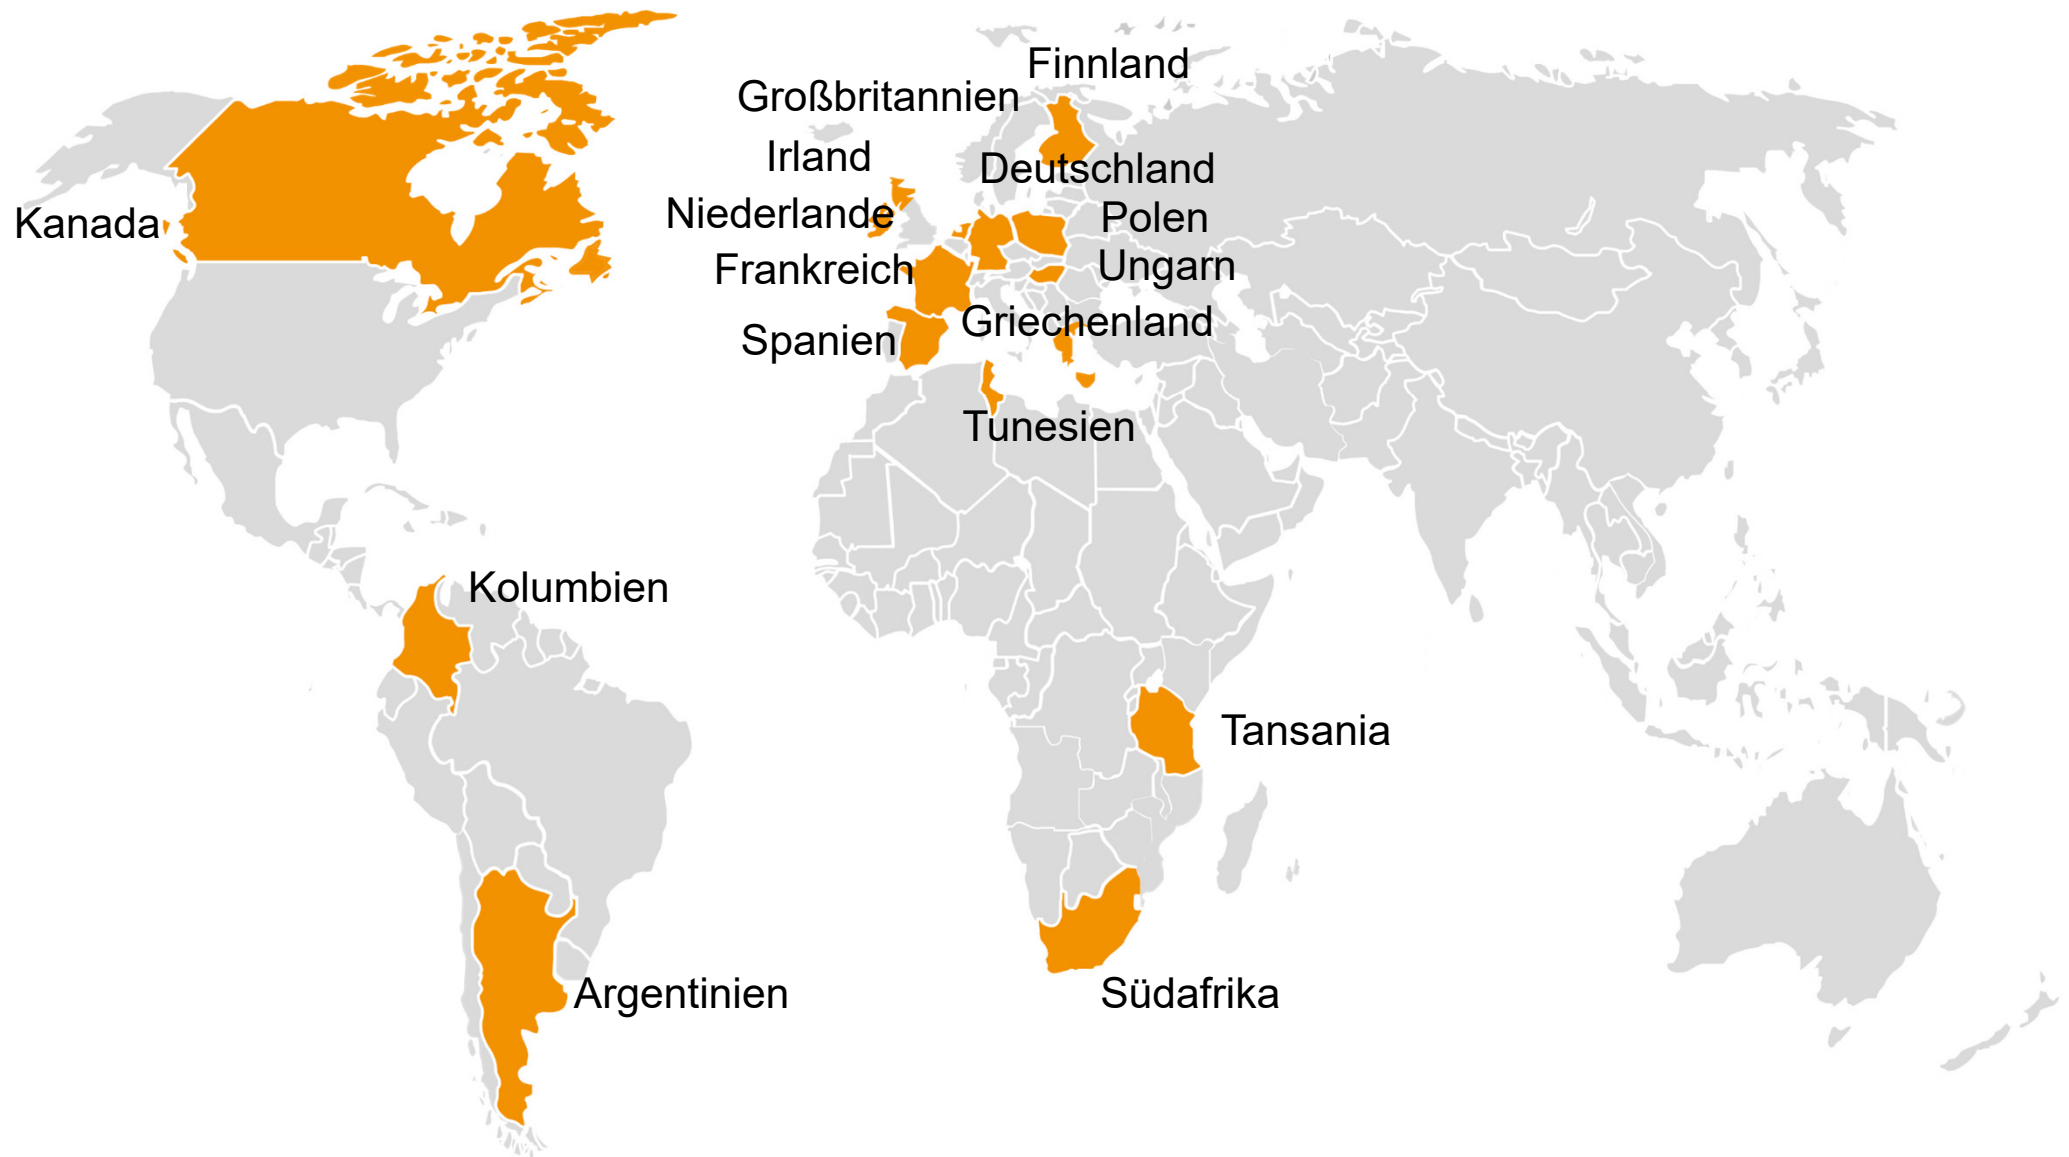 Finnland
Großbritannien
Irland
Deutschland
Niederlande
Polen
Kanada
Frankreich
Ungarn
Griechenland
Spanien
Tunesien
Kolumbien
Tansania
Argentinien
Südafrika